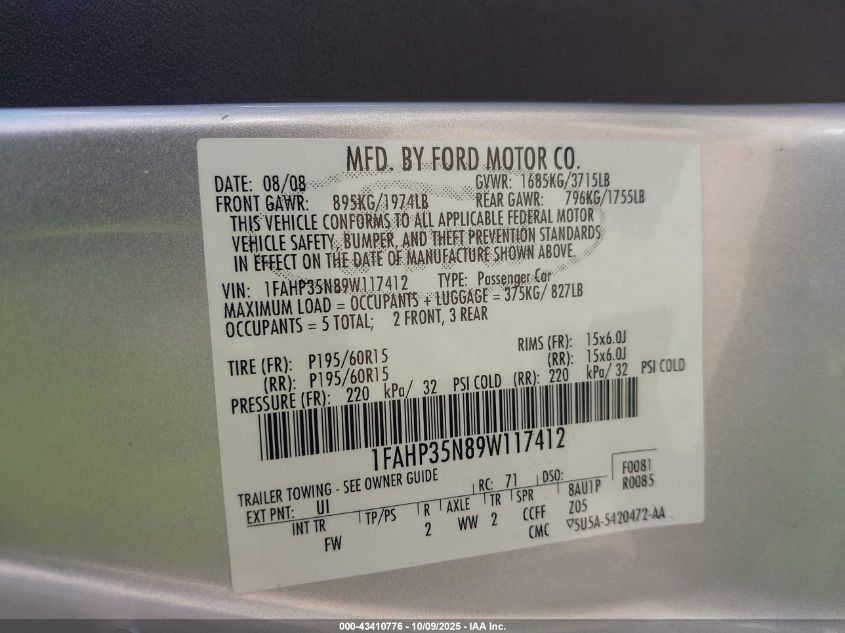 MFD. BY FORD MOTOR CO.
DATE: 08/08 GVWR: 1685KG/3715LB
FRONT GAWR: 895KG/1974LB REAR GAWR: 796KG/1755LB
THIS VEHICLE CONFORMS TO ALL APPLICABLE FEDERAL MOTOR
VEHICLE SAFETY, BUMPER, AND THEFT PREVENTION STANDARDS
IN EFFECT ON THE DATE OF MANUFACTURE SHOWN ABOVE.
VIN: 1FAHP35N89W117412 TYPE: Passenger Car
MAXIMUM LOAD = OCCUPANTS + LUGGAGE = 375KG/ 827LB
OCCUPANTS = 5 TOTAL; 2 FRONT, 3 REAR
TIRE (FR): P195/60R15 RIMS (FR): 15x6.0J
(RR): P195/60R15 (RR): 15x6.0J
PRESSURE (FR): 220 kPa/ 32 PSI COLD (RR): 220 kPa/ 32 PSI COLD
1FAHP35N89W117412
TRAILER TOWING - SEE OWNER GUIDE
EXT PNT: UI RC: 71 DSO: F0081
R0085
INT TR TP/PS R AXLE TR SPR 8AU1P
FW 2 WW 2 CCFF Z05
CMC ▽5U5A-5420472-AA
000-43410776 - 10/09/2025 - IAA Inc.